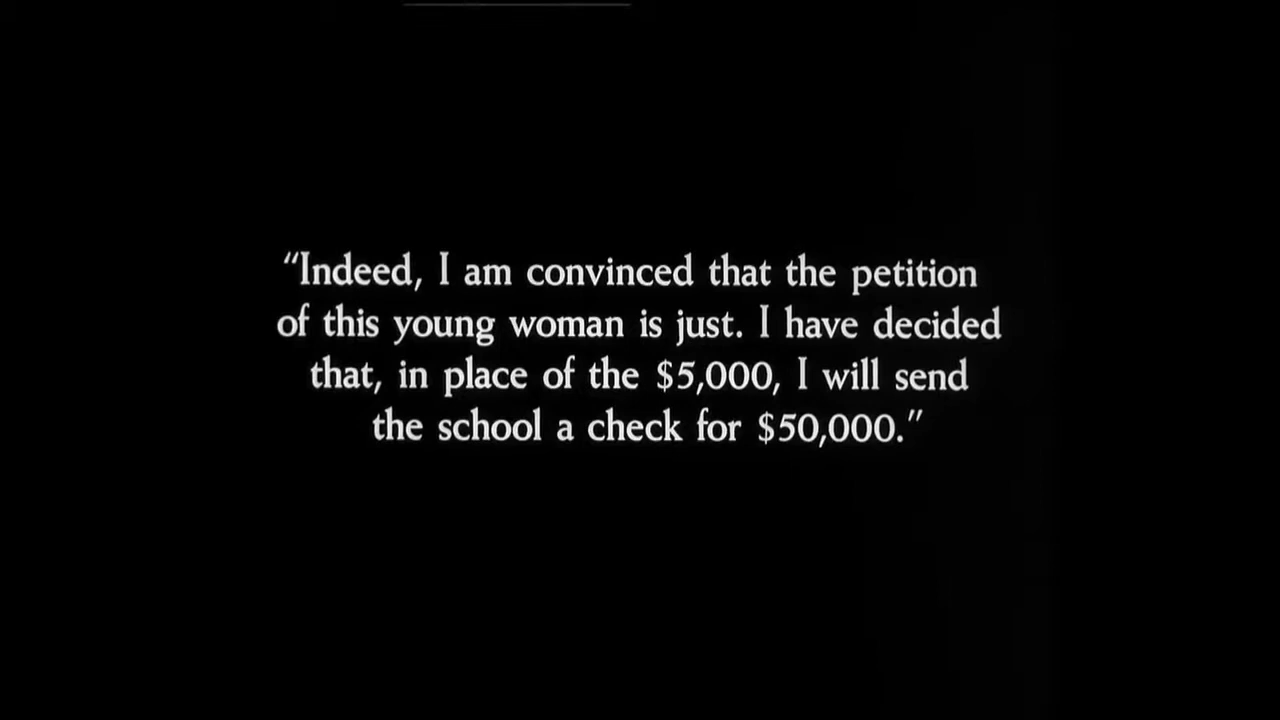 “Indeed, I am convinced that the petition
of this young woman is just. I have decided
that, in place of the $5,000, I will send
the school a check for $50,000.”